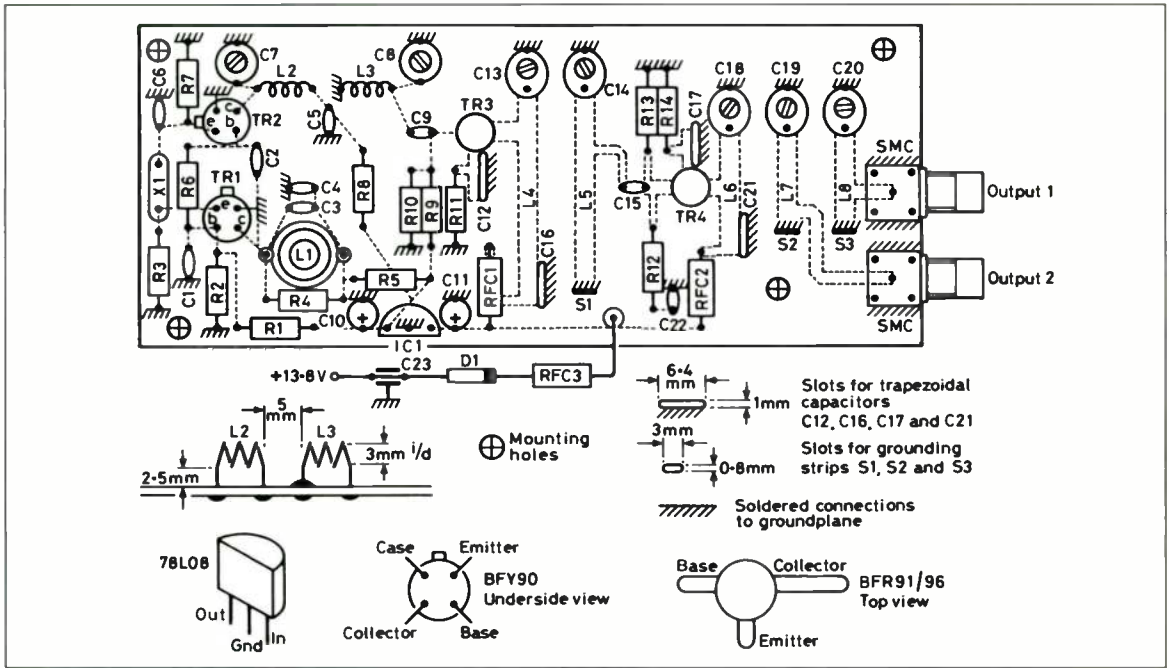 C6
R7
C7
L2
L3
C8
C13
C14
R13
R14
C17
C18
C19
C20
e
c
b
TR2
C5
C9
TR3
SMC
X1
R6
C2
TR1
C4
C3
R8
R10
R9
R11
C12
L4
L5
C15
TR4
L6
C21
L7
L8
Output 1
e
b
c
L1
C16
S2
S3
R3
C1
R2
R4
R5
C11
RFC1
S1
R12
C22
RFC2
Output 2
C10
R1
IC1
SMC
+13·8V
C23
D1
RFC3
6·4
mm
1mm
Slots for trapezoidal
capacitors
C12, C16, C17 and C21
5
mm
L2
L3
3mm i/d
2·5mm
Mounting
holes
3mm
0·8mm
Slots for grounding
strips S1, S2 and S3
Soldered connections
to groundplane
78L08
Out
Gnd
In
Case
Emitter
BFY90
Underside view
Collector
Base
Base
Collector
BFR91/96
Top view
Emitter